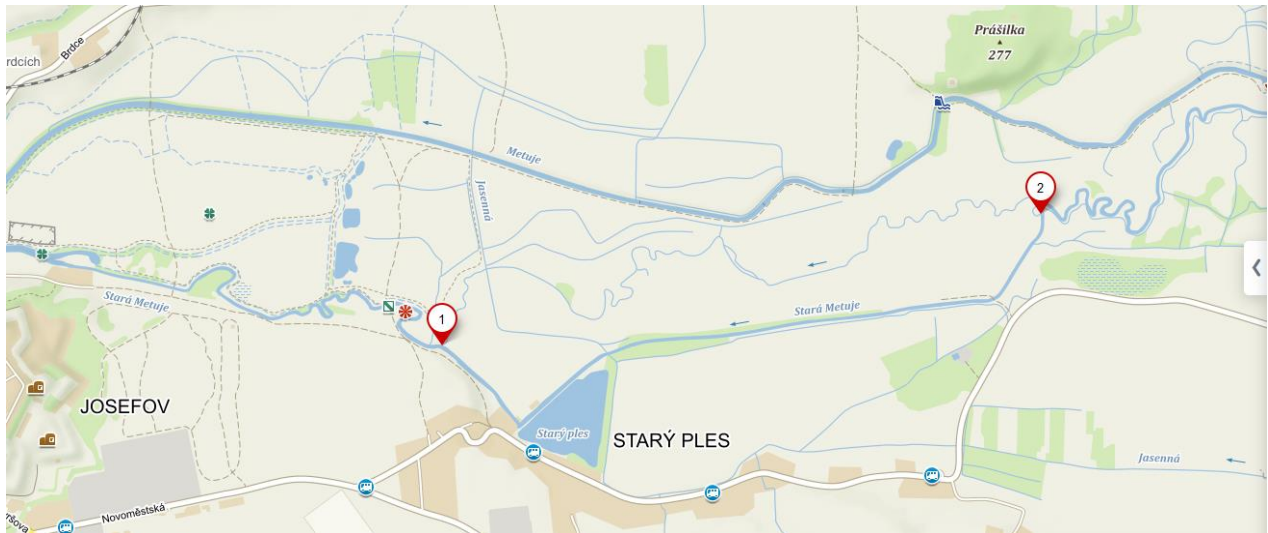 Prášilka
277
rdcích
Brdce
Metuje
Jasenná
2
Stará Metuje
Stará Metuje
1
JOSEFOV
Starý ples
STARÝ PLES
Jasenná
Novoměstská